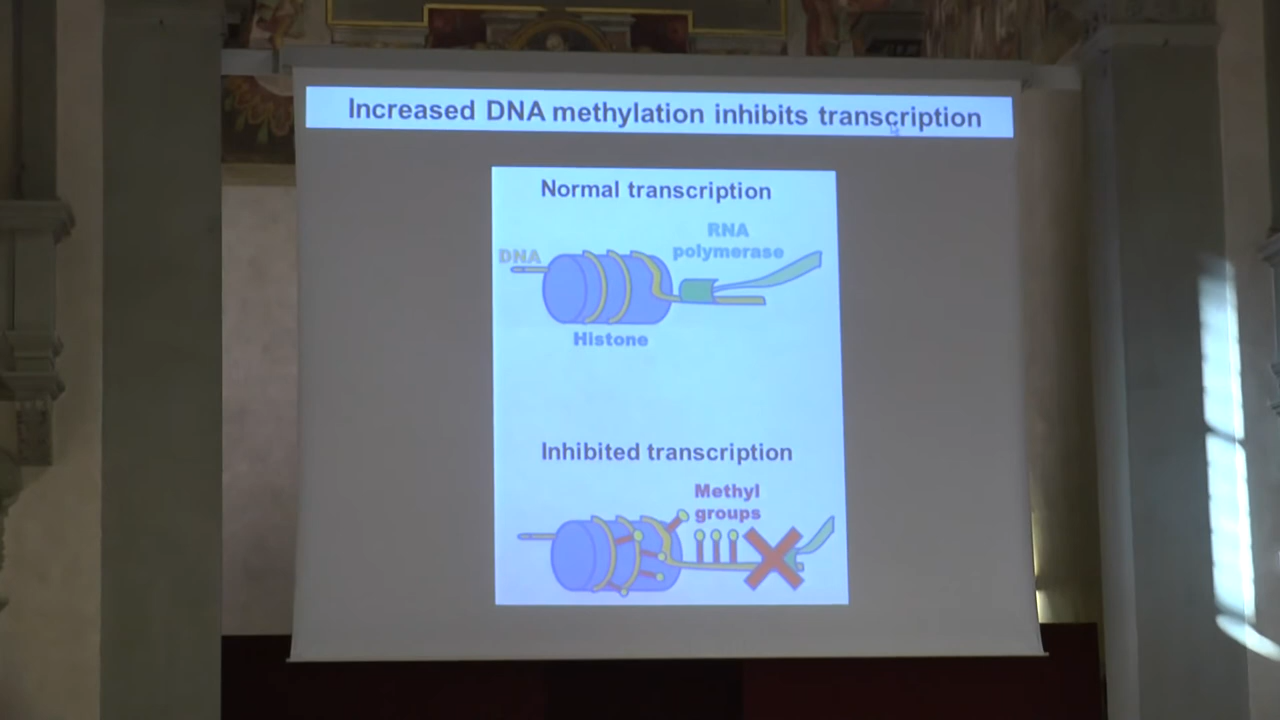 Increased DNA methylation inhibits transcription
Normal transcription
RNA
polymerase
DNA
Histone
Inhibited transcription
Methyl
groups